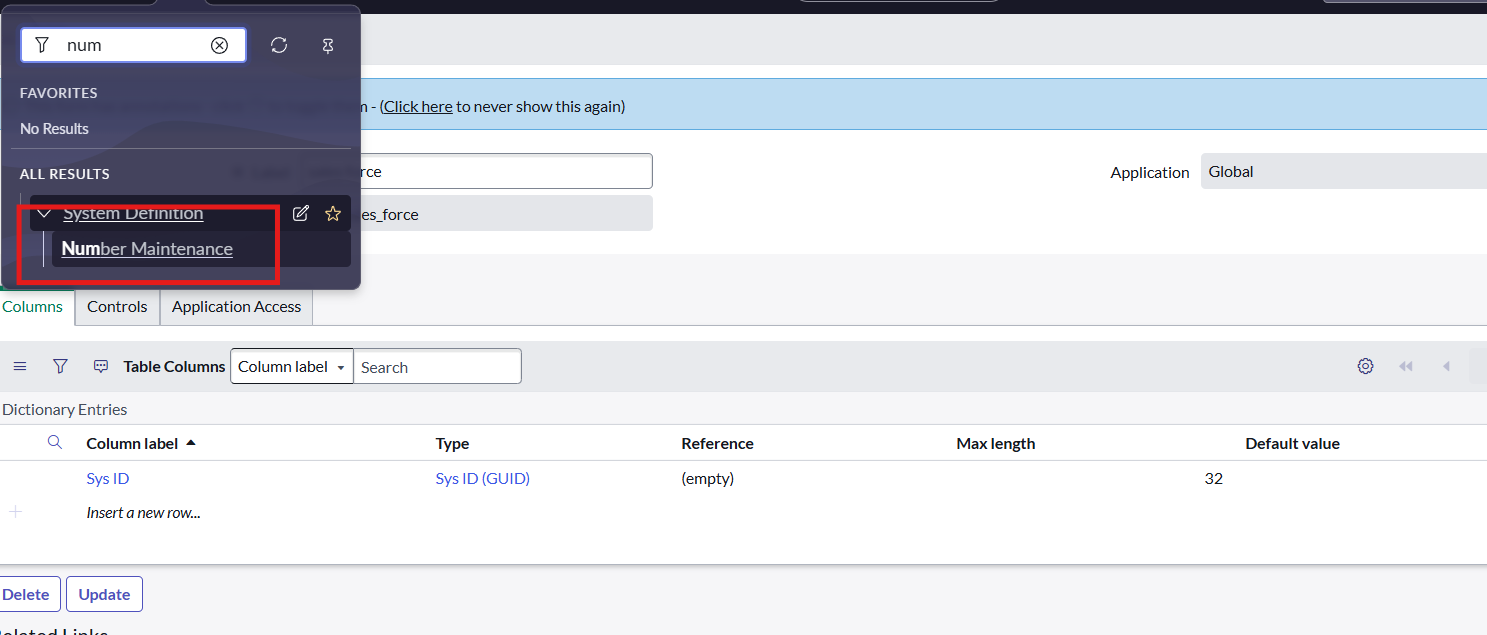 num
FAVORITES
- (Click here to never show this again)
No Results
ALL RESULTS
rce
Application
Global
System Definition
es_force
Number Maintenance
Columns
Controls
Application Access
Table Columns
Column label
Search
Dictionary Entries
Column label
Type
Reference
Max length
Default value
Sys ID
Sys ID (GUID)
(empty)
32
Insert a new row...
Delete
Update